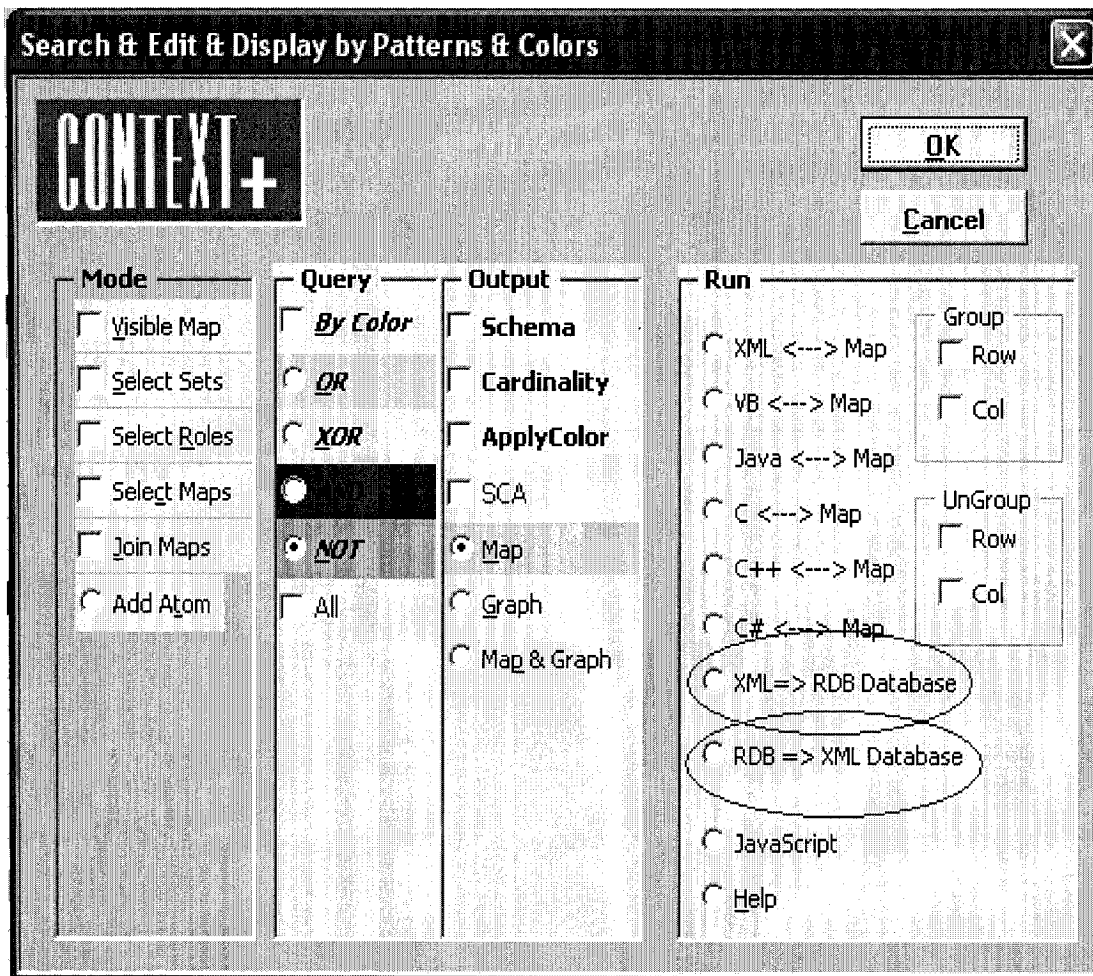 Search & Edit & Display by Patterns & Colors
CONTEXT+
OK
Cancel
Mode
Visible Map
Select Sets
Select Roles
Select Maps
Join Maps
Add Atom
Query
By Color
OR
XOR
AND
NOT
All
Output
Schema
Cardinality
ApplyColor
SCA
Map
Graph
Map & Graph
Run
XML <---> Map
VB <---> Map
Java <---> Map
C <---> Map
C++ <---> Map
C# <---> Map
XML=> RDB Database
RDB => XML Database
JavaScript
Help
Group
Row
Col
UnGroup
Row
Col